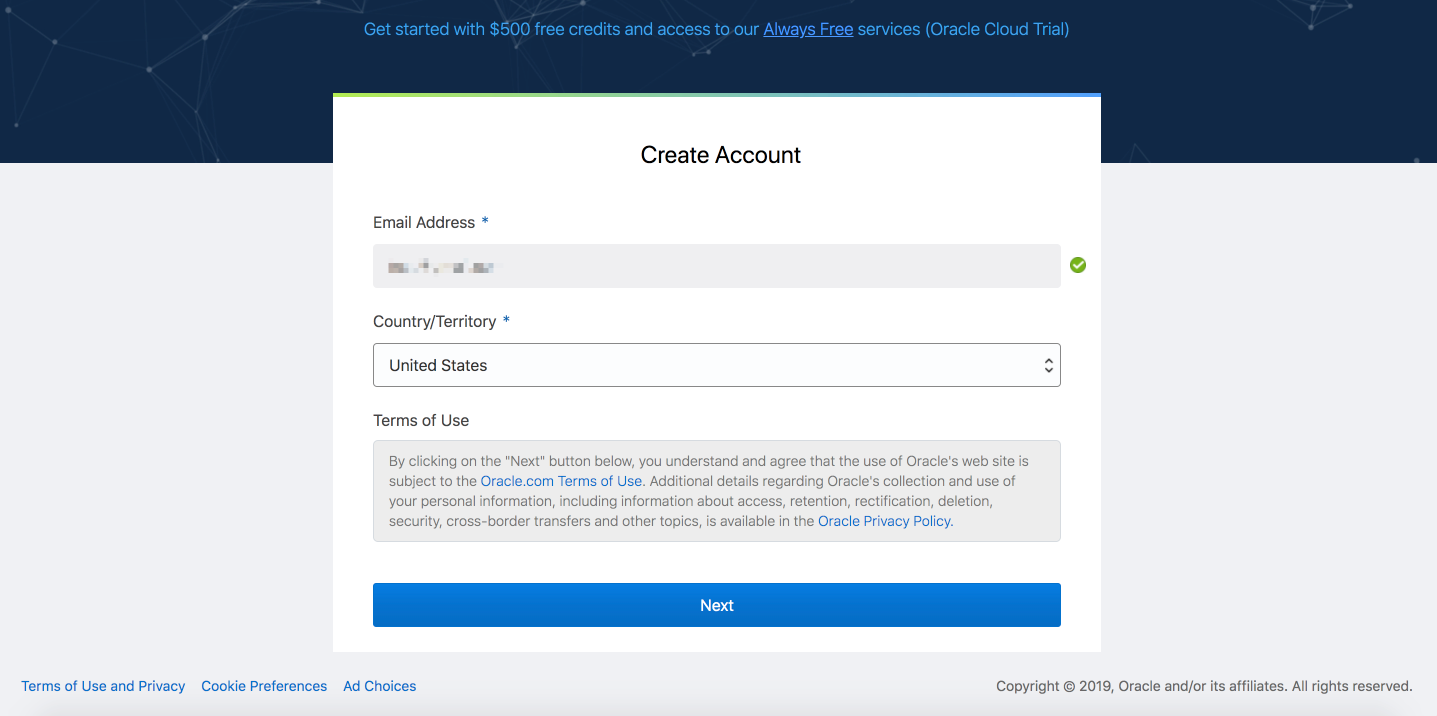 Get started with $500 free credits and access to our Always Free services (Oracle Cloud Trial)
Create Account
Email Address *
Country/Territory *
United States
Terms of Use
By clicking on the "Next" button below, you understand and agree that the use of Oracle's web site is
subject to the Oracle.com Terms of Use. Additional details regarding Oracle's collection and use of
your personal information, including information about access, retention, rectification, deletion,
security, cross-border transfers and other topics, is available in the Oracle Privacy Policy.
Next
Terms of Use and Privacy Cookie Preferences Ad Choices Copyright © 2019, Oracle and/or its affiliates. All rights reserved.